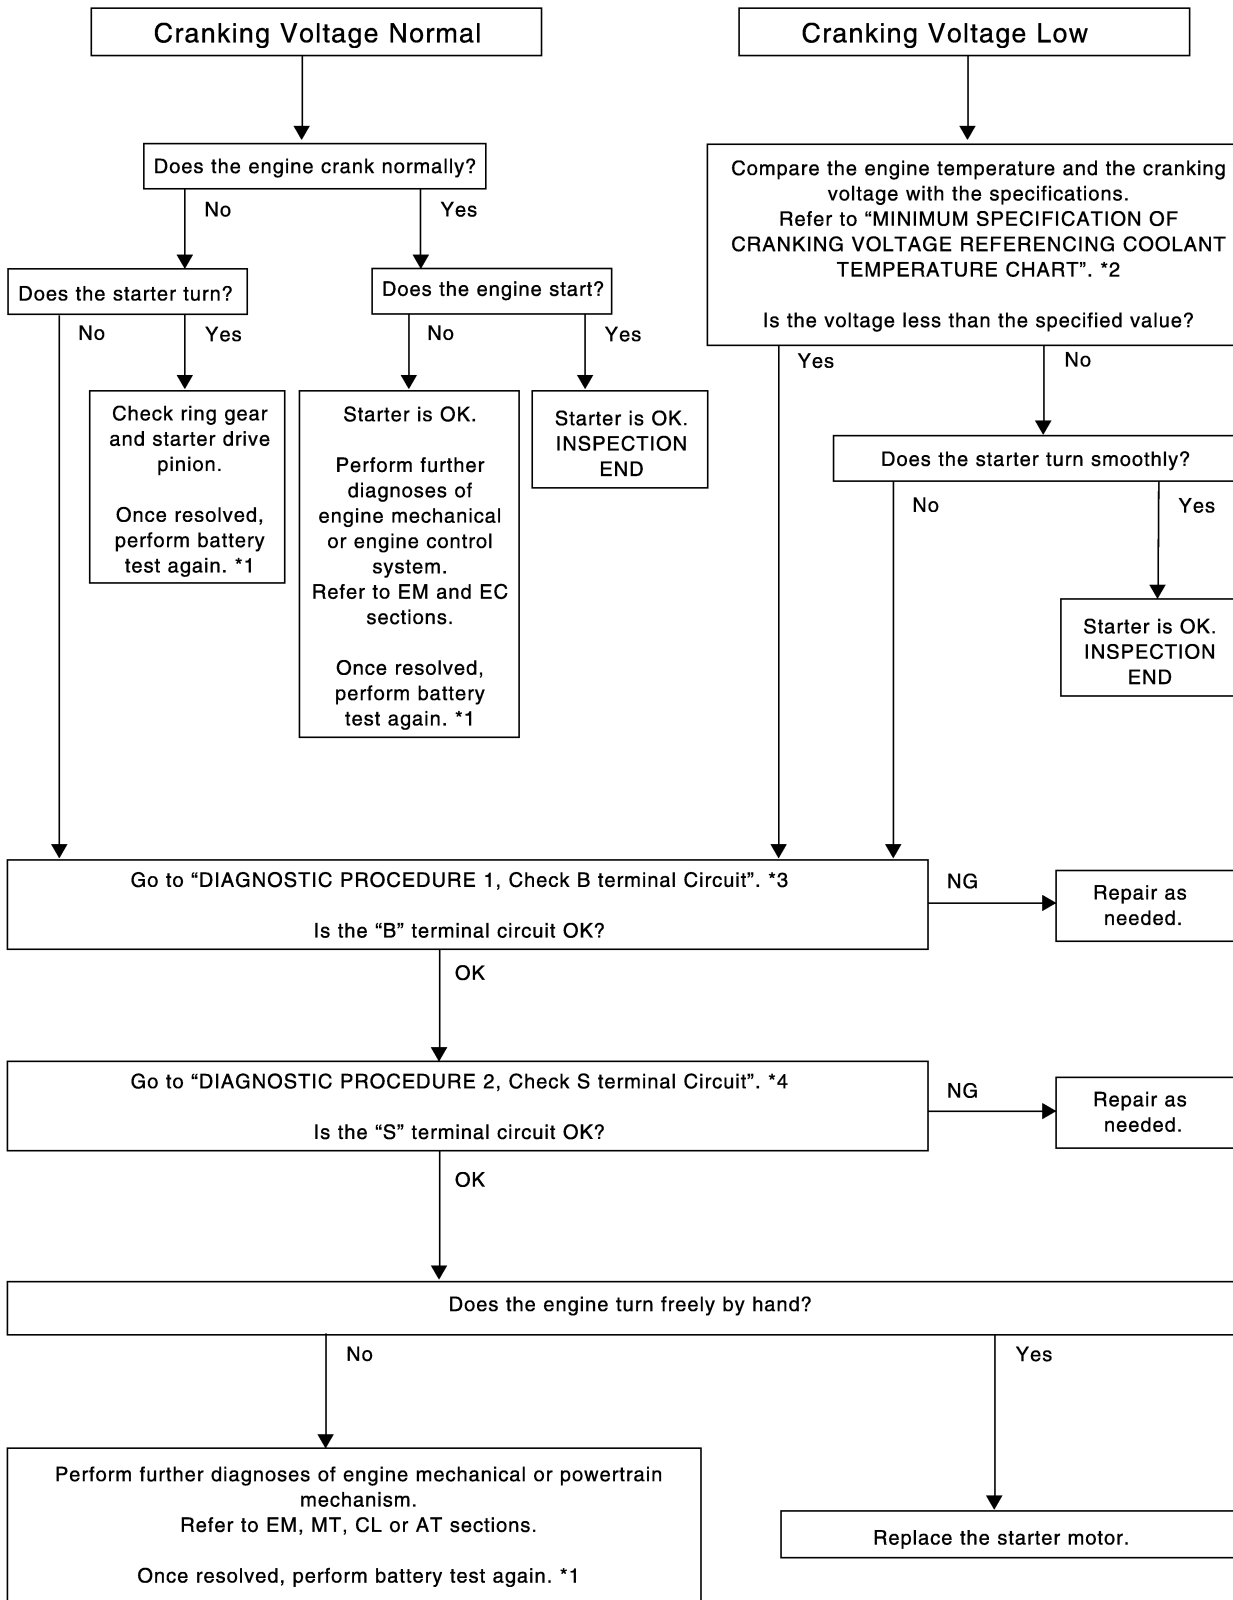 Cranking Voltage Normal
Cranking Voltage Low
Does the engine crank normally?
No
Yes
Does the starter turn?
No
Yes
Does the engine start?
No
Yes
Check ring gear
and starter drive
pinion.
Once resolved,
perform battery
test again. *1
Starter is OK.
Perform further
diagnoses of
engine mechanical
or engine control
system.
Refer to EM and EC
sections.
Once resolved,
perform battery
test again. *1
Starter is OK.
INSPECTION
END
Compare the engine temperature and the cranking
voltage with the specifications.
Refer to “MINIMUM SPECIFICATION OF
CRANKING VOLTAGE REFERENCING COOLANT
TEMPERATURE CHART”. *2
Is the voltage less than the specified value?
Yes
No
Does the starter turn smoothly?
No
Yes
Starter is OK.
INSPECTION
END
Go to “DIAGNOSTIC PROCEDURE 1, Check B terminal Circuit”. *3
Is the “B” terminal circuit OK?
NG
Repair as
needed.
OK
Go to “DIAGNOSTIC PROCEDURE 2, Check S terminal Circuit”. *4
Is the “S” terminal circuit OK?
NG
Repair as
needed.
OK
Does the engine turn freely by hand?
No
Yes
Perform further diagnoses of engine mechanical or powertrain
mechanism.
Refer to EM, MT, CL or AT sections.
Once resolved, perform battery test again. *1
Replace the starter motor.